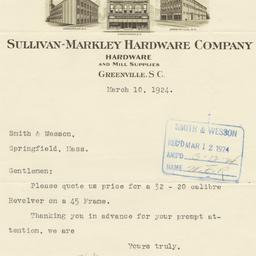 SULLIVAN-MARKLEY HARDWARE COMPANY
HARDWARE
AND MILL SUPPLIES
GREENVILLE, S.C.
March 10, 1924.
Smith & Wesson,
Springfield, Mass.
SMITH & WESSON
REC'D MAR 12 1924
ANS'D
NAME
Gentlemen:
Please quote us price for a 32 - 20 calibre
Revolver on a 45 Frame.
Thanking you in advance for your prompt at-
tention, we are
Yours truly,